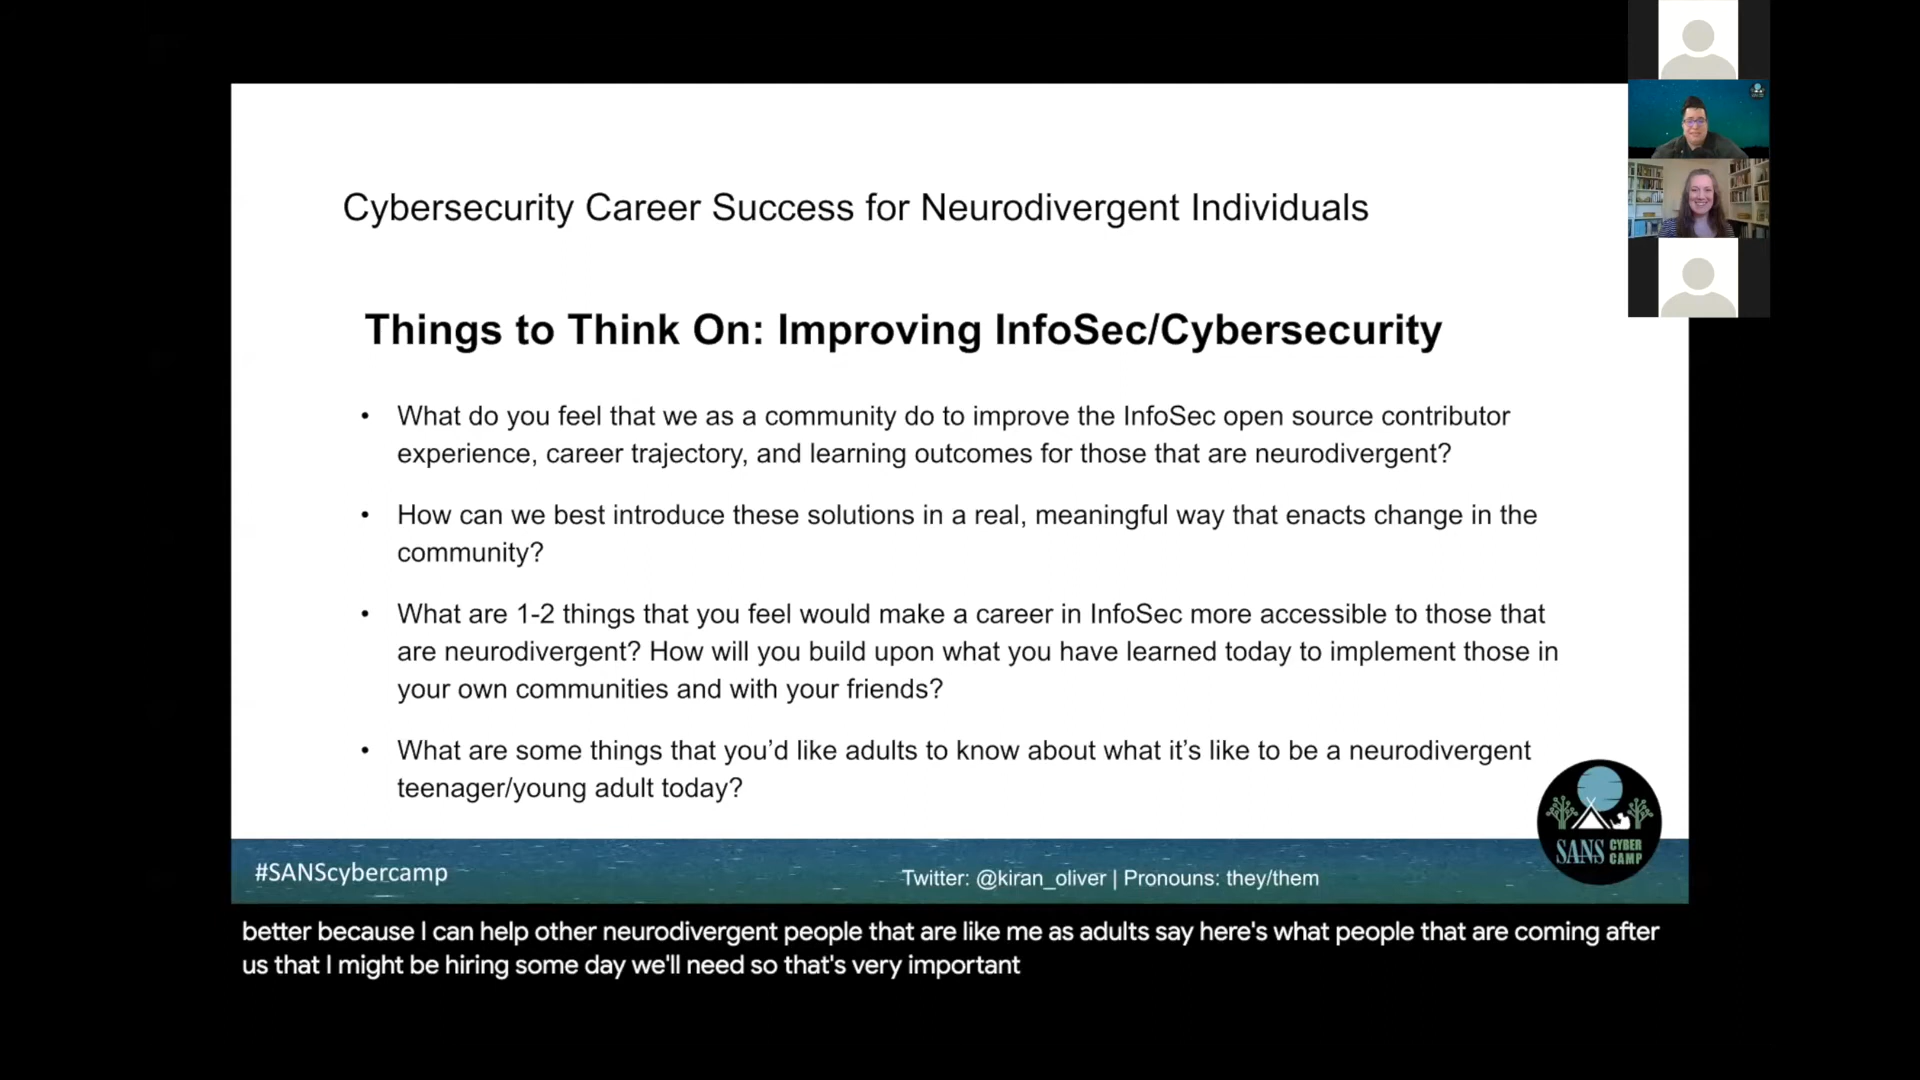 Cybersecurity Career Success for Neurodivergent Individuals
Things to Think On: Improving InfoSec/Cybersecurity
• What do you feel that we as a community do to improve the InfoSec open source contributor
experience, career trajectory, and learning outcomes for those that are neurodivergent?
• How can we best introduce these solutions in a real, meaningful way that enacts change in the
community?
• What are 1-2 things that you feel would make a career in InfoSec more accessible to those that
are neurodivergent? How will you build upon what you have learned today to implement those in
your own communities and with your friends?
• What are some things that you’d like adults to know about what it’s like to be a neurodivergent
teenager/young adult today?
SANS CYBER
CAMP
#SANScybercamp
Twitter: @kiran_oliver | Pronouns: they/them
better because I can help other neurodivergent people that are like me as adults say here's what people that are coming after
us that I might be hiring some day we'll need so that's very important